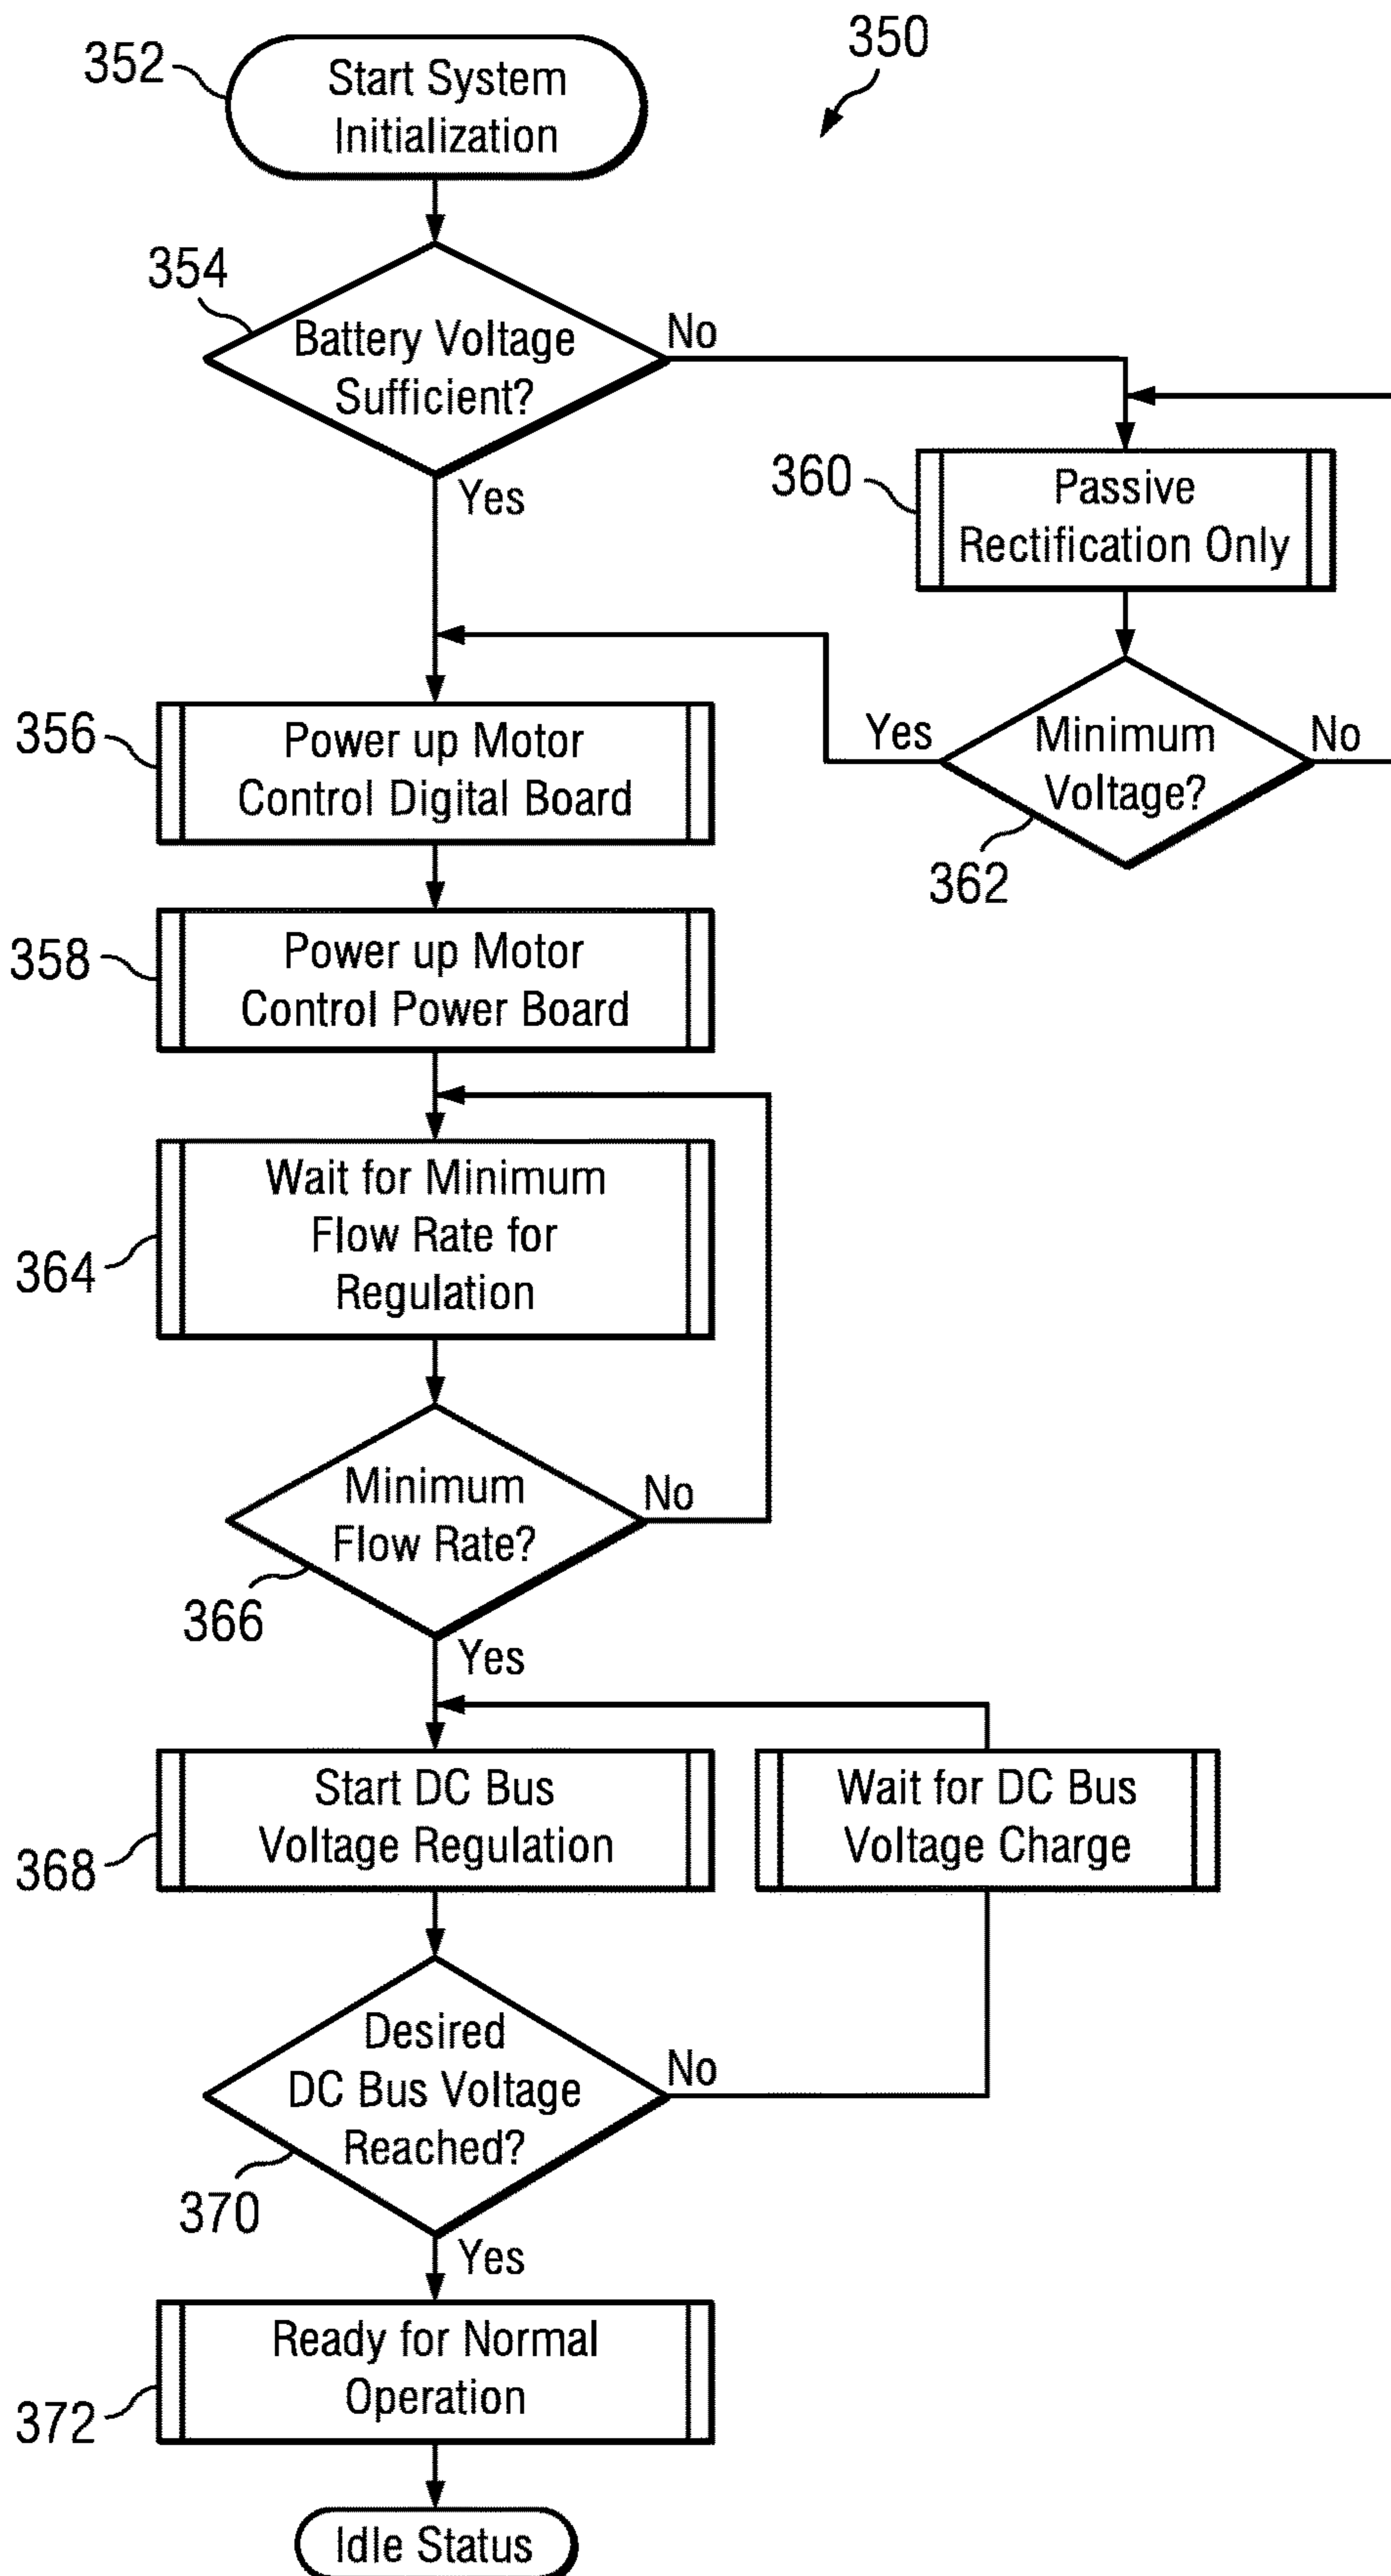 350
352
Start System
Initialization
354
Battery Voltage
Sufficient?
No
Yes
360
Passive
Rectification Only
Minimum
Voltage?
Yes
No
362
356
Power up Motor
Control Digital Board
358
Power up Motor
Control Power Board
364
Wait for Minimum
Flow Rate for
Regulation
Minimum
Flow Rate?
No
366
Yes
368
Start DC Bus
Voltage Regulation
Wait for DC Bus
Voltage Charge
Desired
DC Bus Voltage
Reached?
No
370
Yes
372
Ready for Normal
Operation
Idle Status